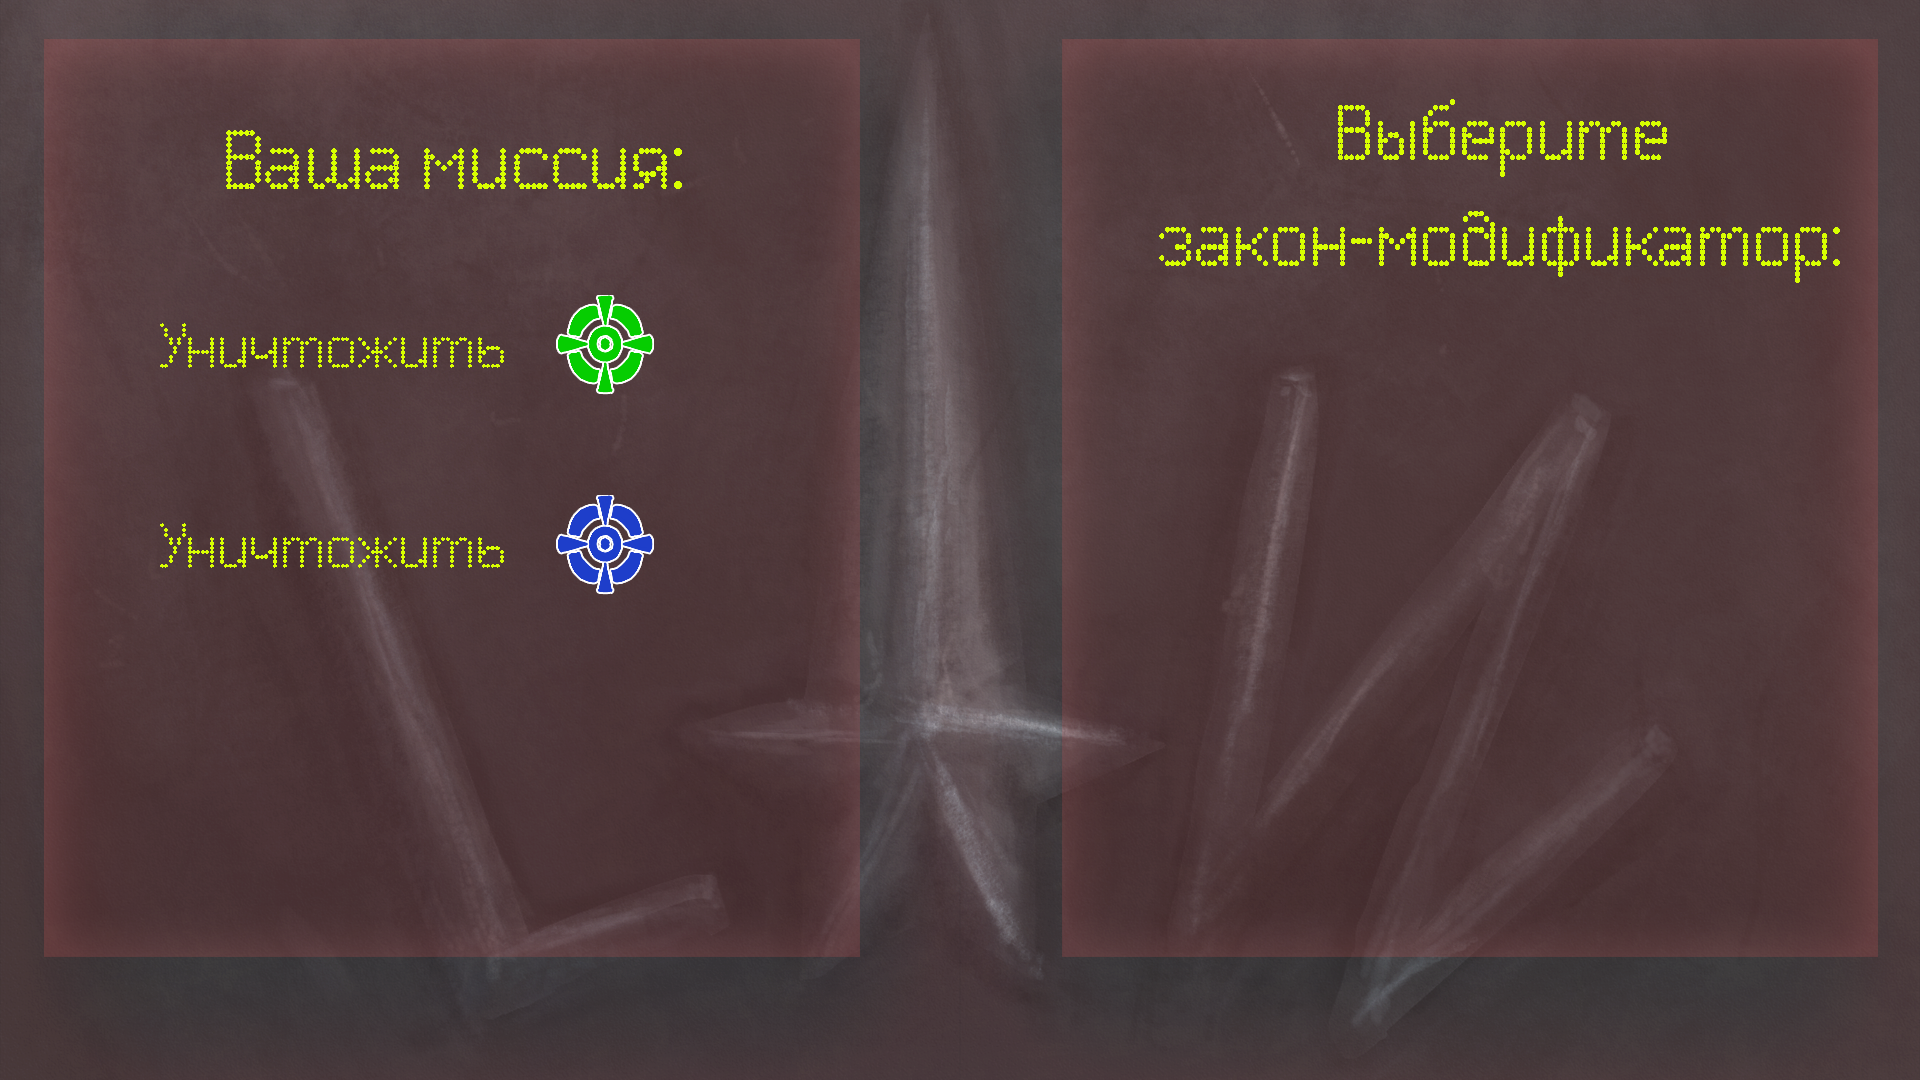 Ваша миссия:
Уничтожить
Уничтожить
Выберите
закон-модификатор: